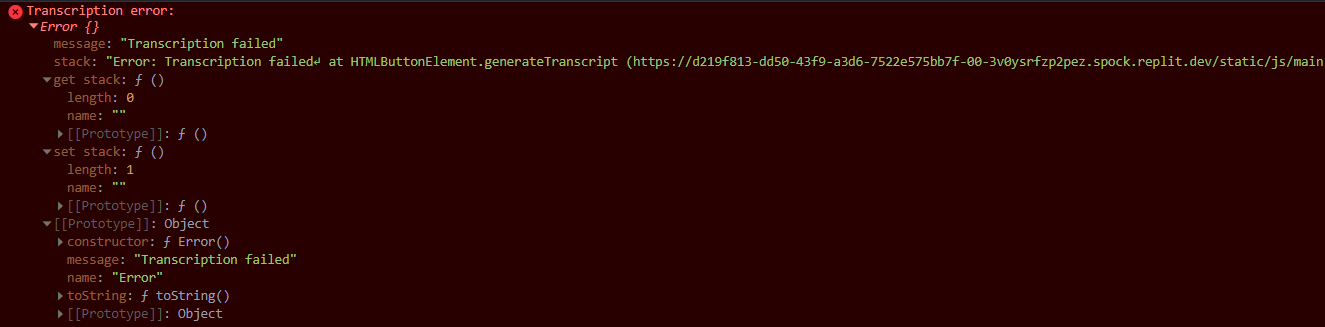 Transcription error:
Error {}
message: "Transcription failed"
stack: "Error: Transcription failed↵ at HTMLButtonElement.generateTranscript (https://d219f813-dd50-43f9-a3d6-7522e575bb7f-00-3v0ysrfzp2pez.spock.replit.dev/static/js/main
get stack: ƒ ()
length: 0
name: ""
[[Prototype]]: ƒ ()
set stack: ƒ ()
length: 1
name: ""
[[Prototype]]: ƒ ()
[[Prototype]]: Object
constructor: ƒ Error()
message: "Transcription failed"
name: "Error"
toString: ƒ toString()
[[Prototype]]: Object